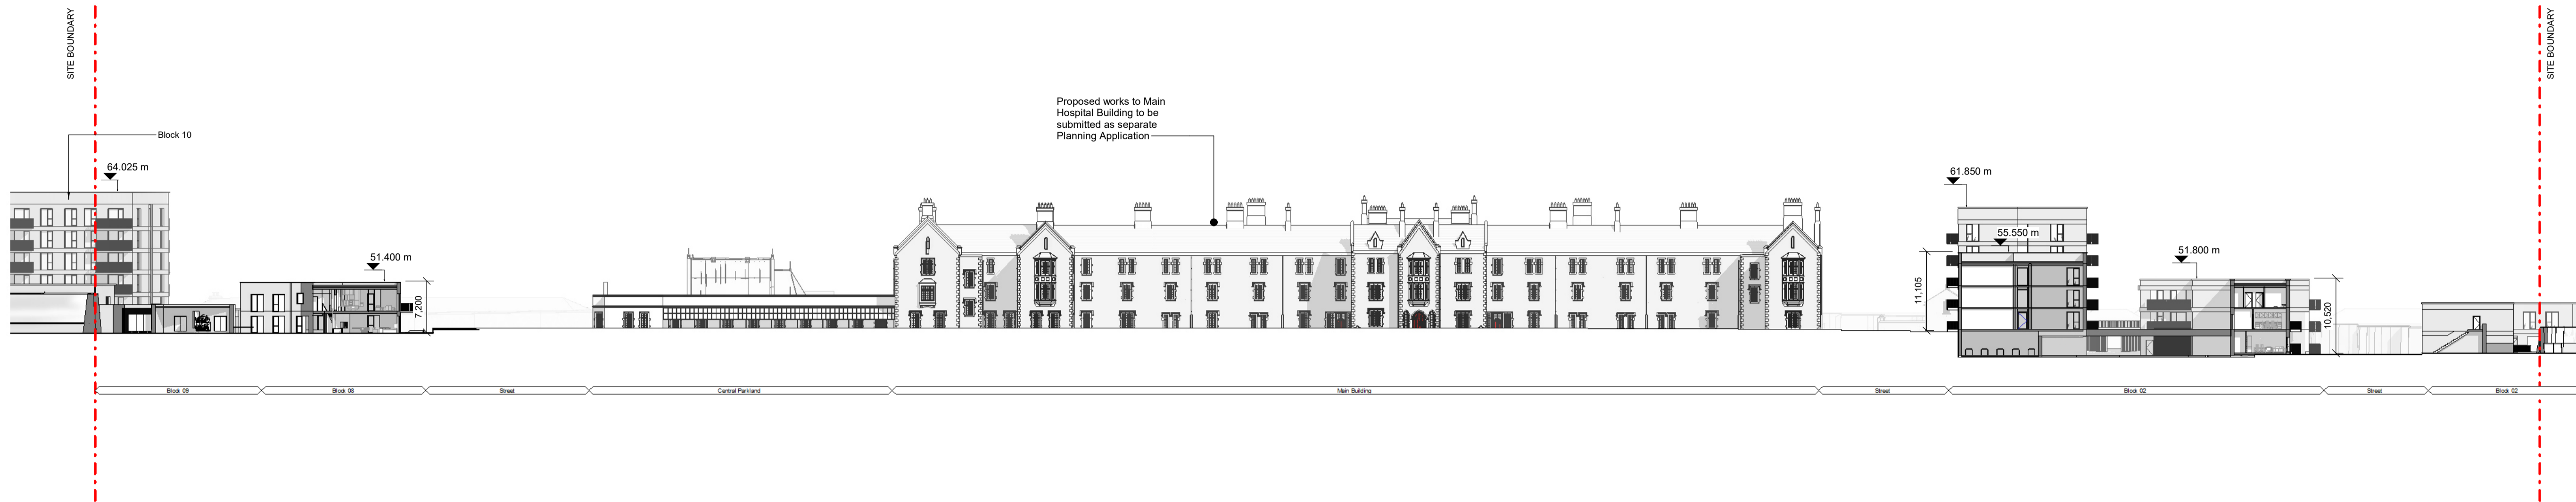 SITE BOUNDARY
SITE BOUNDARY
Proposed works to Main
Hospital Building to be
submitted as separate
Planning Application
Block 10
64.025 m
61.850 m
55.550 m
51.800 m
51.400 m
7,200
11,105
10,520
Block 09
Block 08
Street
Central Parkland
Main Building
Street
Block 02
Street
Block 02